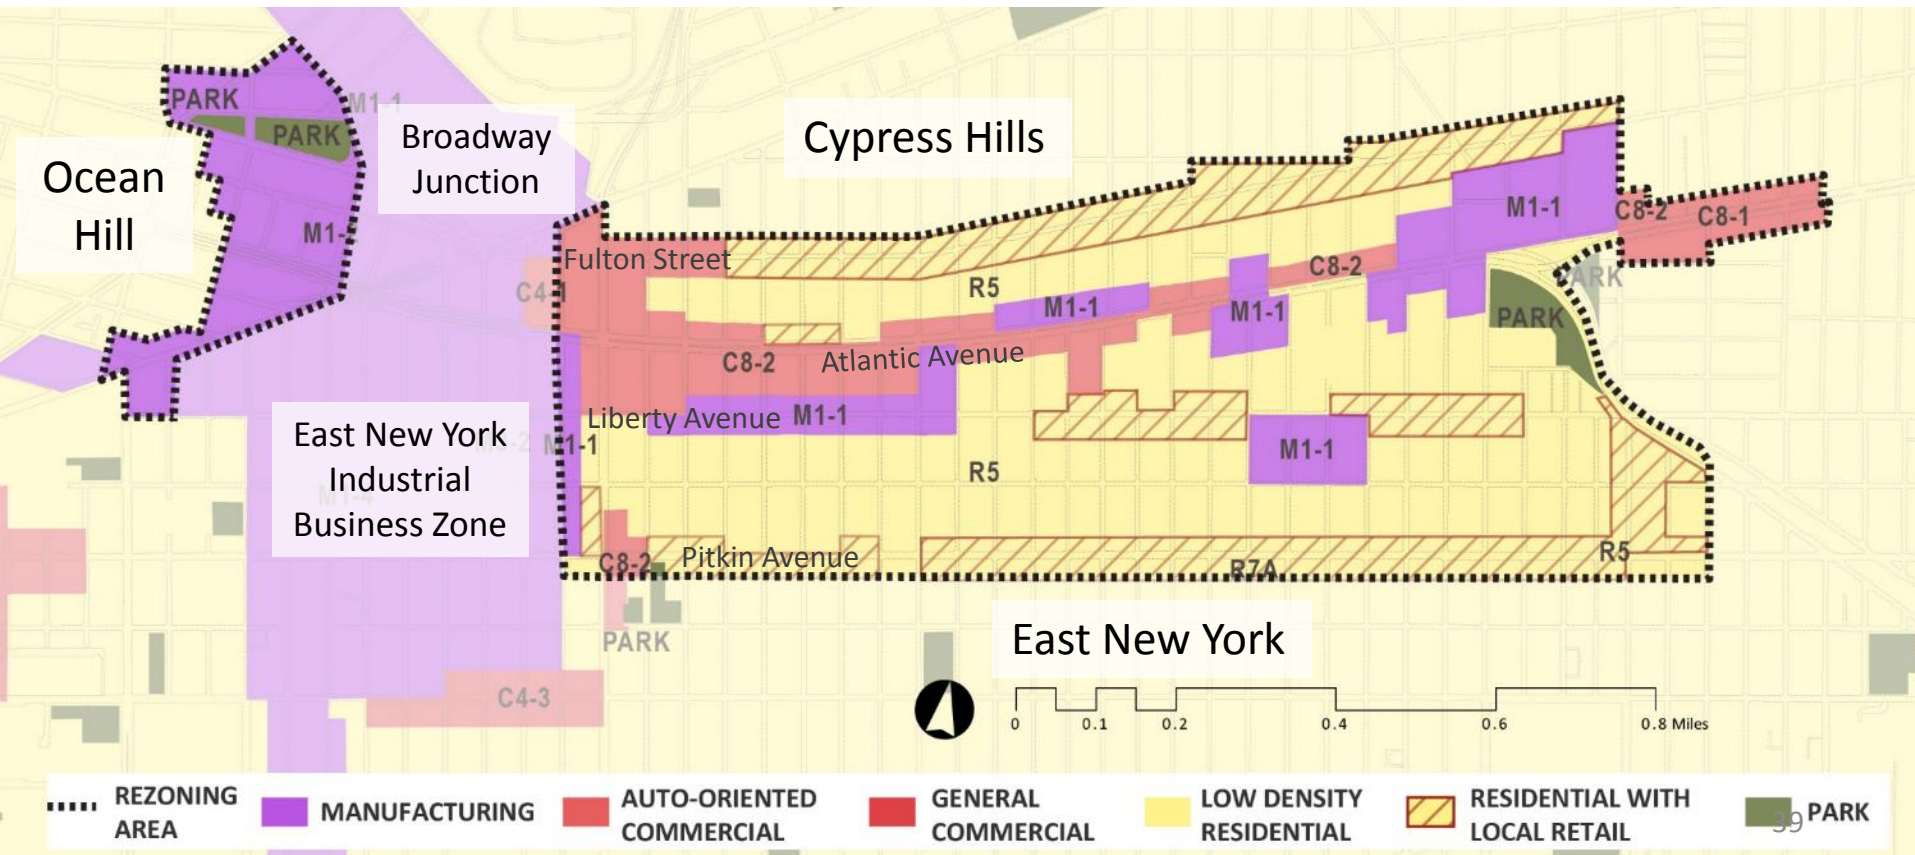 PARK
M1-1
PARK
Ocean
Hill
Broadway
Junction
Cypress Hills
M1-1
C8-2
C8-1
Fulton Street
C4-1
R5
M1-1
C8-2
M1-1
PARK
PARK
C8-2
Atlantic Avenue
Liberty Avenue
M1-1
M1-1
East New York
Industrial
Business Zone
M1-4
R5
M1-1
C8-2
Pitkin Avenue
R7A
R5
PARK
East New York
C4-3
0
0.1
0.2
0.4
0.6
0.8 Miles
REZONING
AREA
MANUFACTURING
AUTO-ORIENTED
COMMERCIAL
GENERAL
COMMERCIAL
LOW DENSITY
RESIDENTIAL
RESIDENTIAL WITH
LOCAL RETAIL
PARK
39